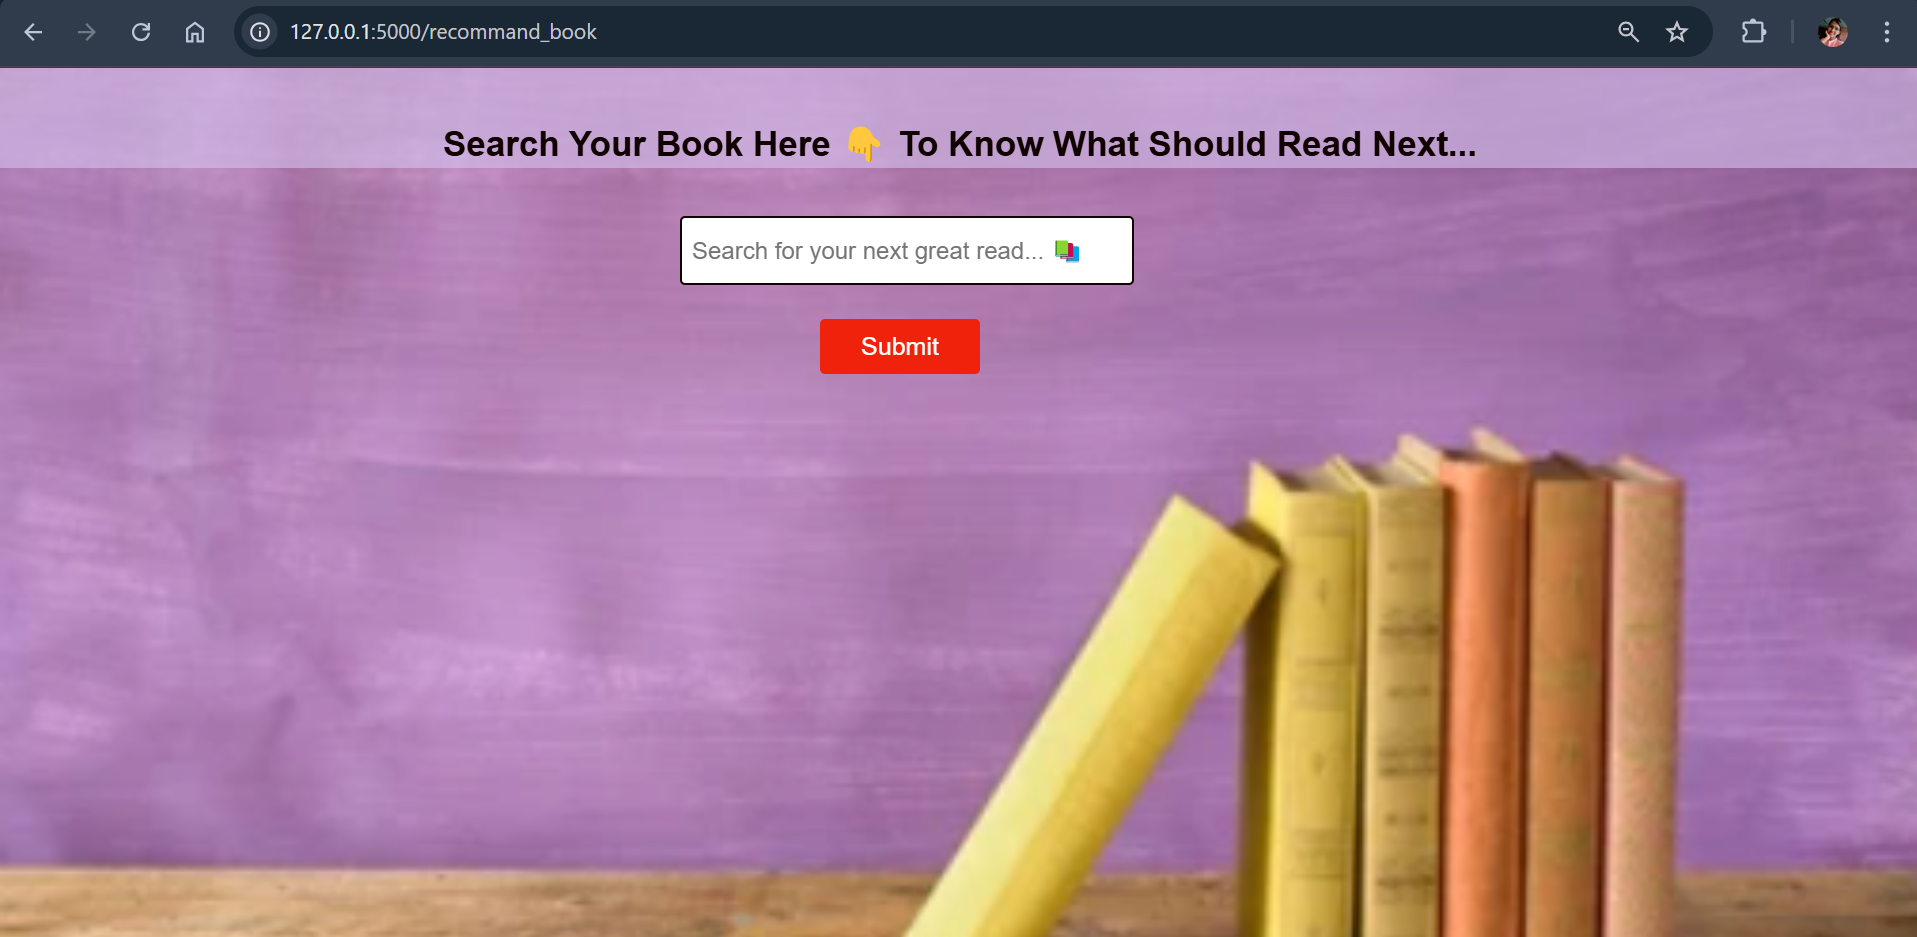 127.0.0.1:5000/recommand_book
Search Your Book Here 👇 To Know What Should Read Next...
Search for your next great read... 📚
Submit